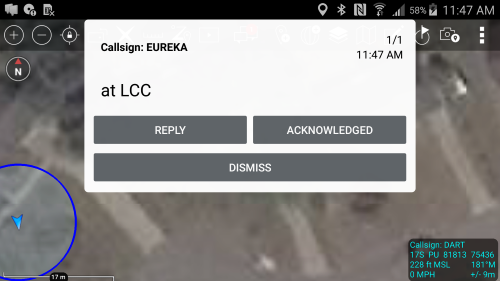 58% 11:47 AM
Callsign: EUREKA
1/1
11:47 AM
at LCC
REPLY
ACKNOWLEDGED
DISMISS
N
17 m
Callsign: DART
17S PU 81813 75436
228 ft MSL 181°M
0 MPH +/- 9m